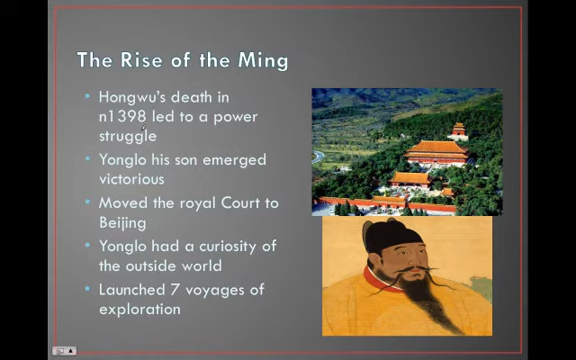 The Rise of the Ming
• Hongwu's death in
n1398 led to a power
struggle
• Yonglo his son emerged
victorious
• Moved the royal Court to
Beijing
• Yonglo had a curiosity of
the outside world
• Launched 7 voyages of
exploration